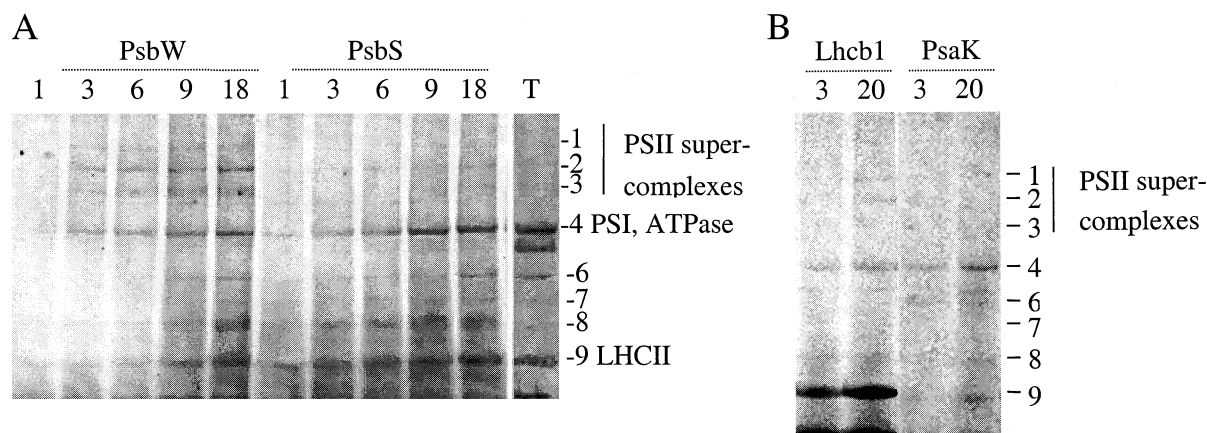 A
PsbW PsbS
1 3 6 9 18 1 3 6 9 18 T
-1
-2
-3
PSII super-
complexes
-4 PSI, ATPase
-6
-7
-8
-9 LHCII
B
Lhcb1 PsaK
3 20 3 20
1
2
3
PSII super-
complexes
4
6
7
8
9